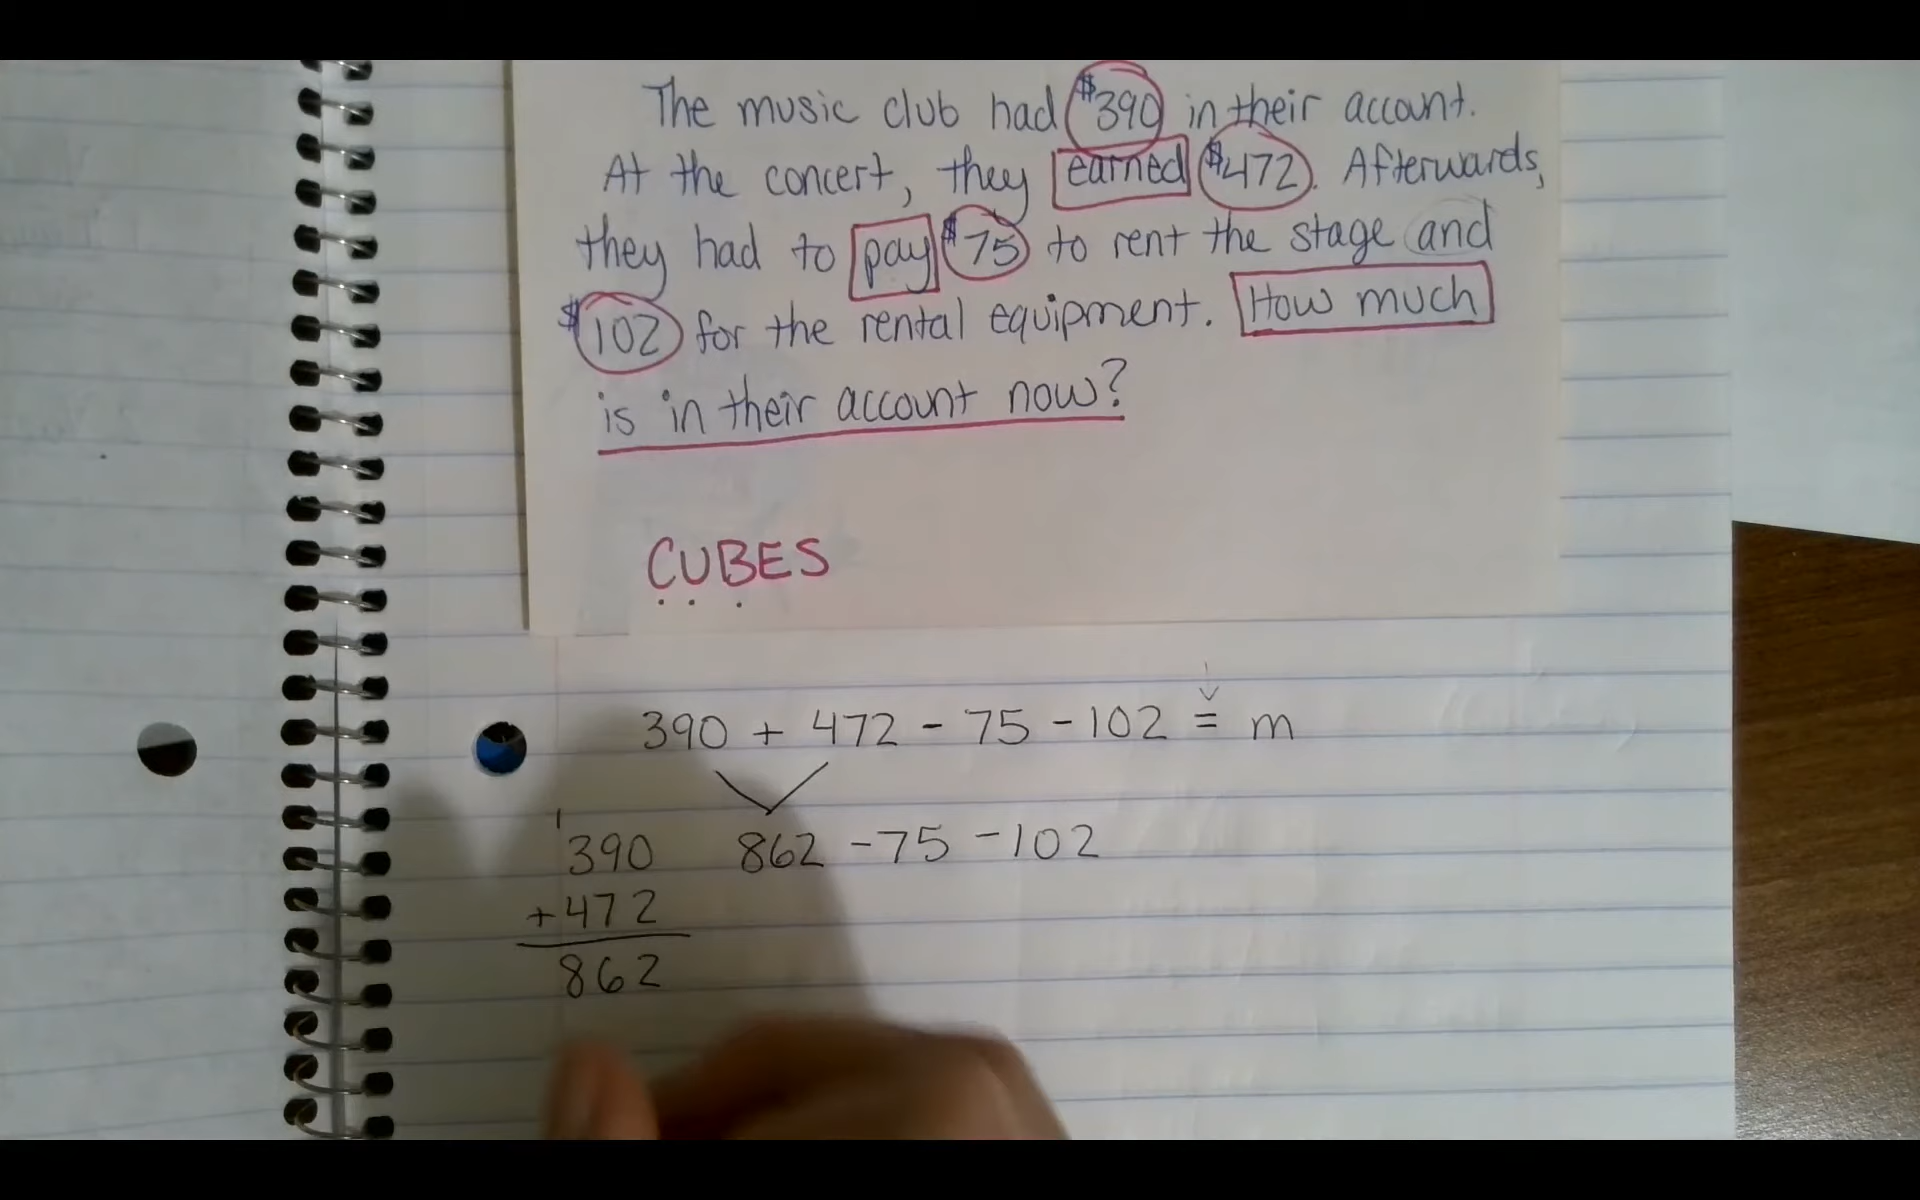 The music club had $390 in their account.
At the concert, they earned $472. Afterwards,
they had to pay $75 to rent the stage and
$102 for the rental equipment. How much
is in their account now?
CUBES
390 + 472 - 75 - 102 = m
1
390 862 - 75 - 102
+472
862